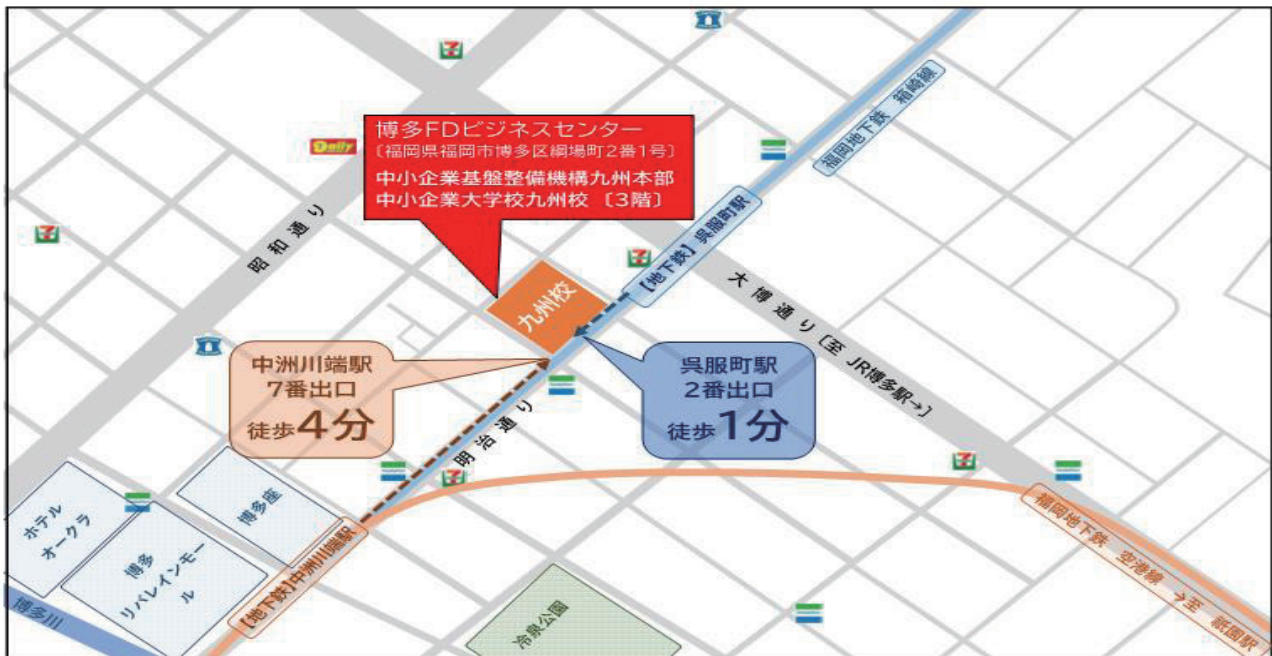 博多FDビジネスセンター
〔福岡県福岡市博多区綱場町2番1号〕
中小企業基盤整備機構九州本部
中小企業大学校九州校 〔3階〕
Daily
7
7
7
7
7
昭和通り
福岡地下鉄 箱崎線
【地下鉄】呉服町駅
九州校
大博通り〔至 JR博多駅→〕
中洲川端駅
7番出口
徒歩4分
呉服町駅
2番出口
徒歩1分
明治通り
ホテル
オークラ
博多座
博多
リバレインモー
ル
【地下鉄】中洲川端駅
博多川
冷泉公園
福岡地下鉄 空港線 →至 祇園駅